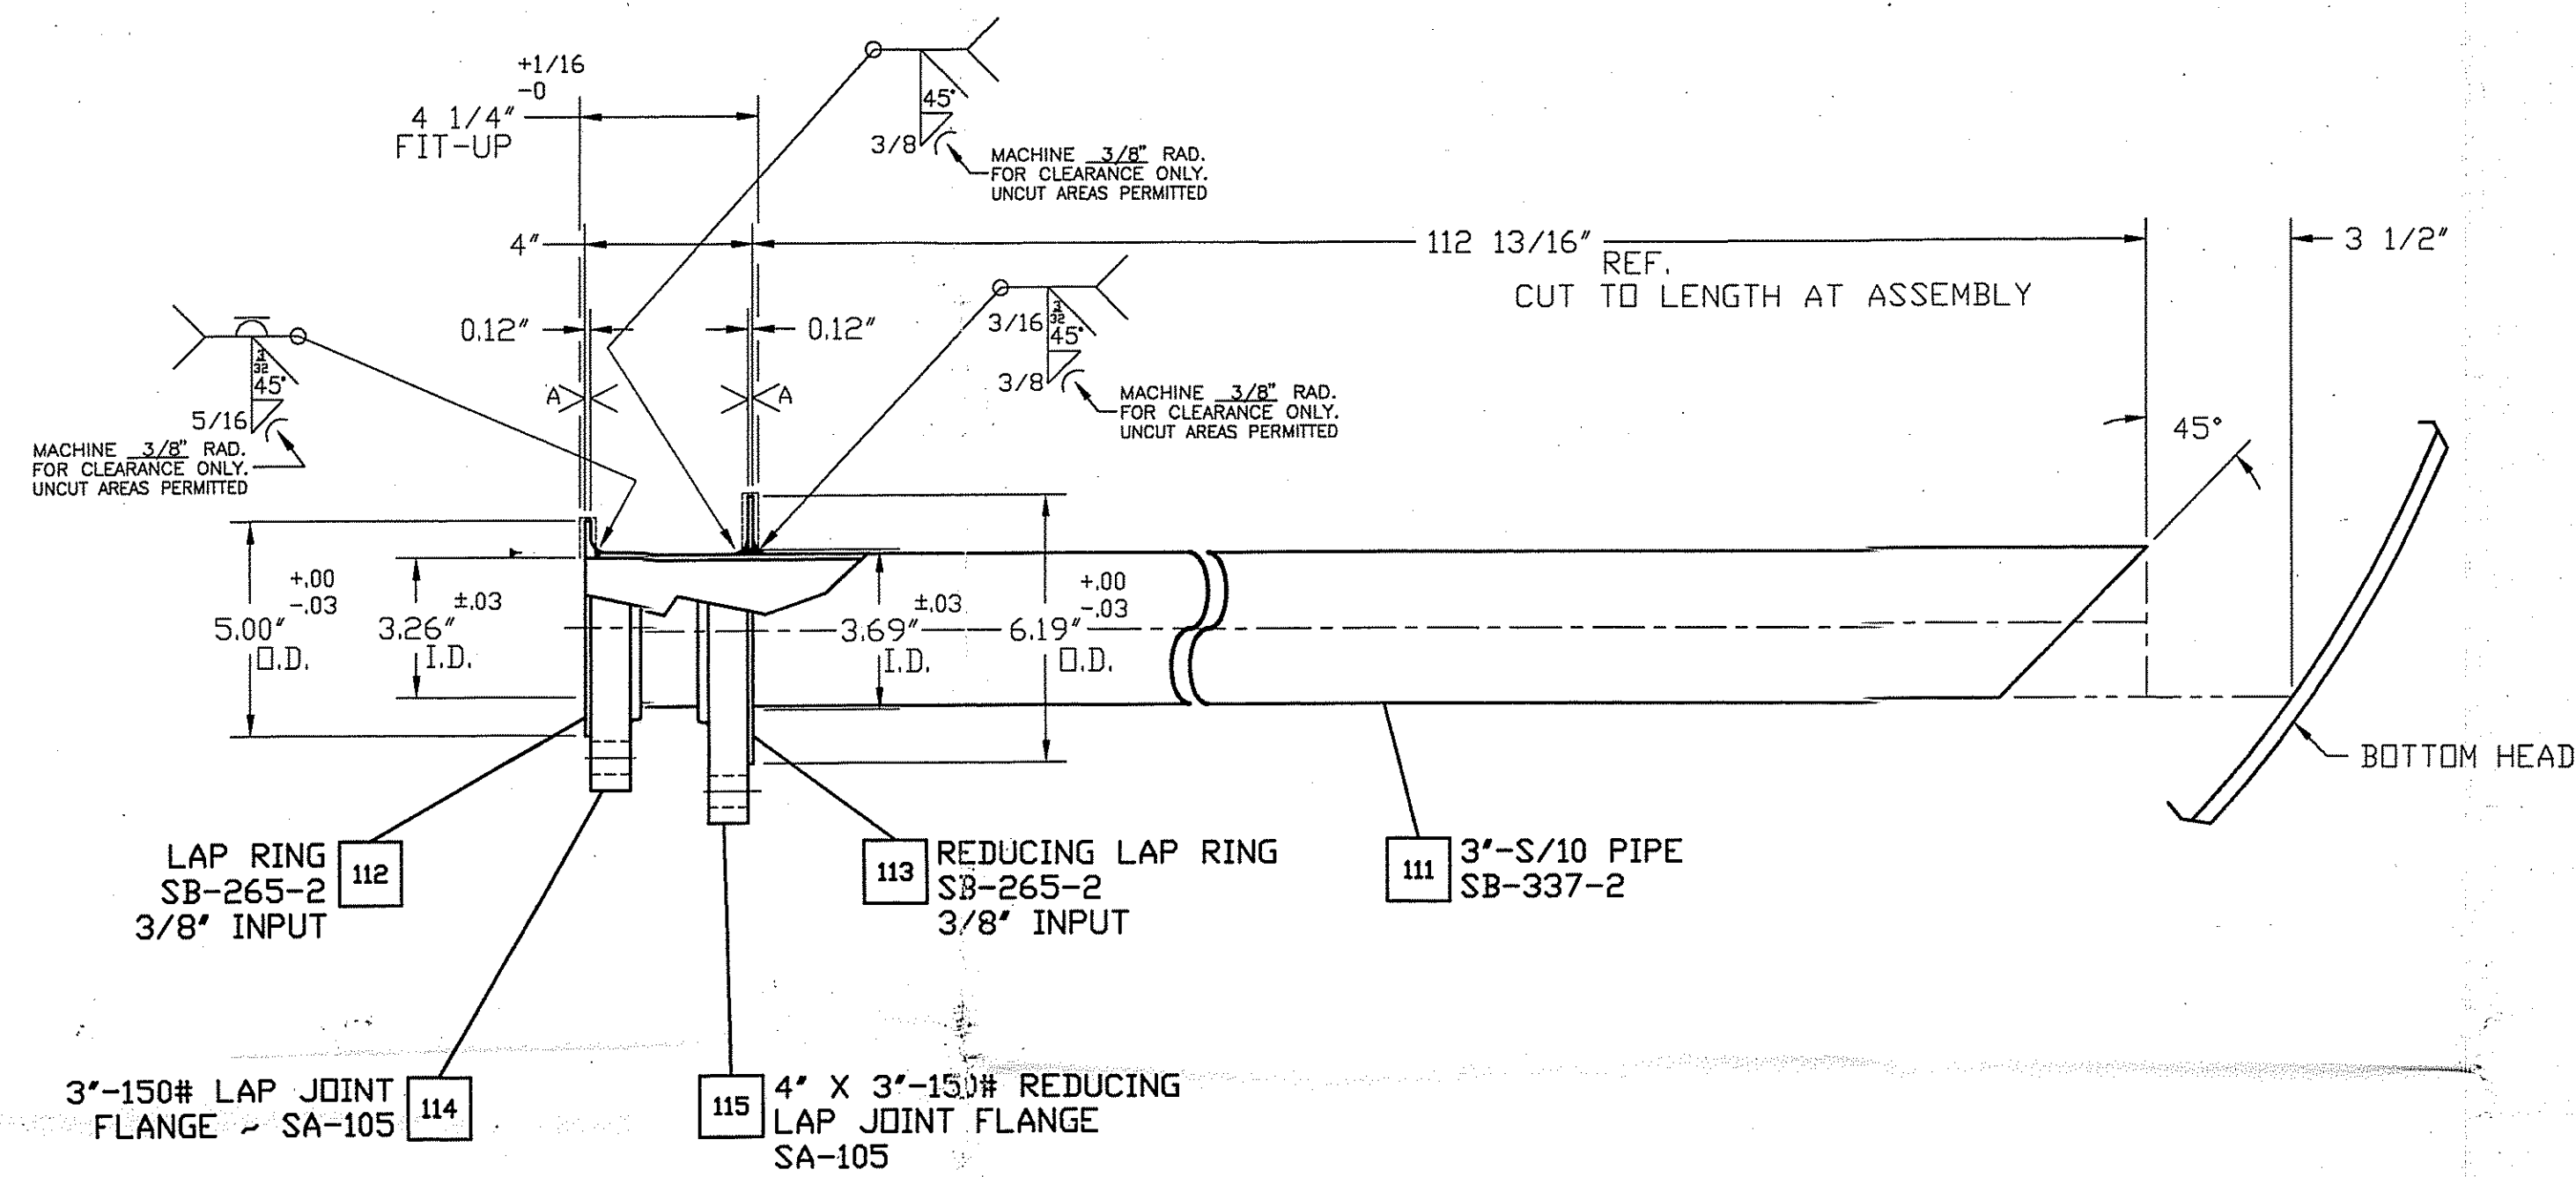 +1/16
-0
4 1/4"
FIT-UP
45°
3/8
MACHINE 3/8" RAD.
FOR CLEARANCE ONLY.
UNCUT AREAS PERMITTED
4"
112 13/16"
REF.
CUT TO LENGTH AT ASSEMBLY
3 1/2"
0.12"
0.12"
3/16
3/32
45°
3/8
MACHINE 3/8" RAD.
FOR CLEARANCE ONLY.
UNCUT AREAS PERMITTED
3/32
45°
5/16
MACHINE 3/8" RAD.
FOR CLEARANCE ONLY.
UNCUT AREAS PERMITTED
A
A
45°
+.00
-.03
5.00"
O.D.
±.03
3.26"
I.D.
±.03
3.69"
I.D.
+.00
-.03
6.19"
O.D.
BOTTOM HEAD
LAP RING
SB-265-2
3/8" INPUT
112
113
REDUCING LAP RING
SB-265-2
3/8" INPUT
111
3"-S/10 PIPE
SB-337-2
3"-150# LAP JOINT
FLANGE ~ SA-105
114
115
4" X 3"-150# REDUCING
LAP JOINT FLANGE
SA-105